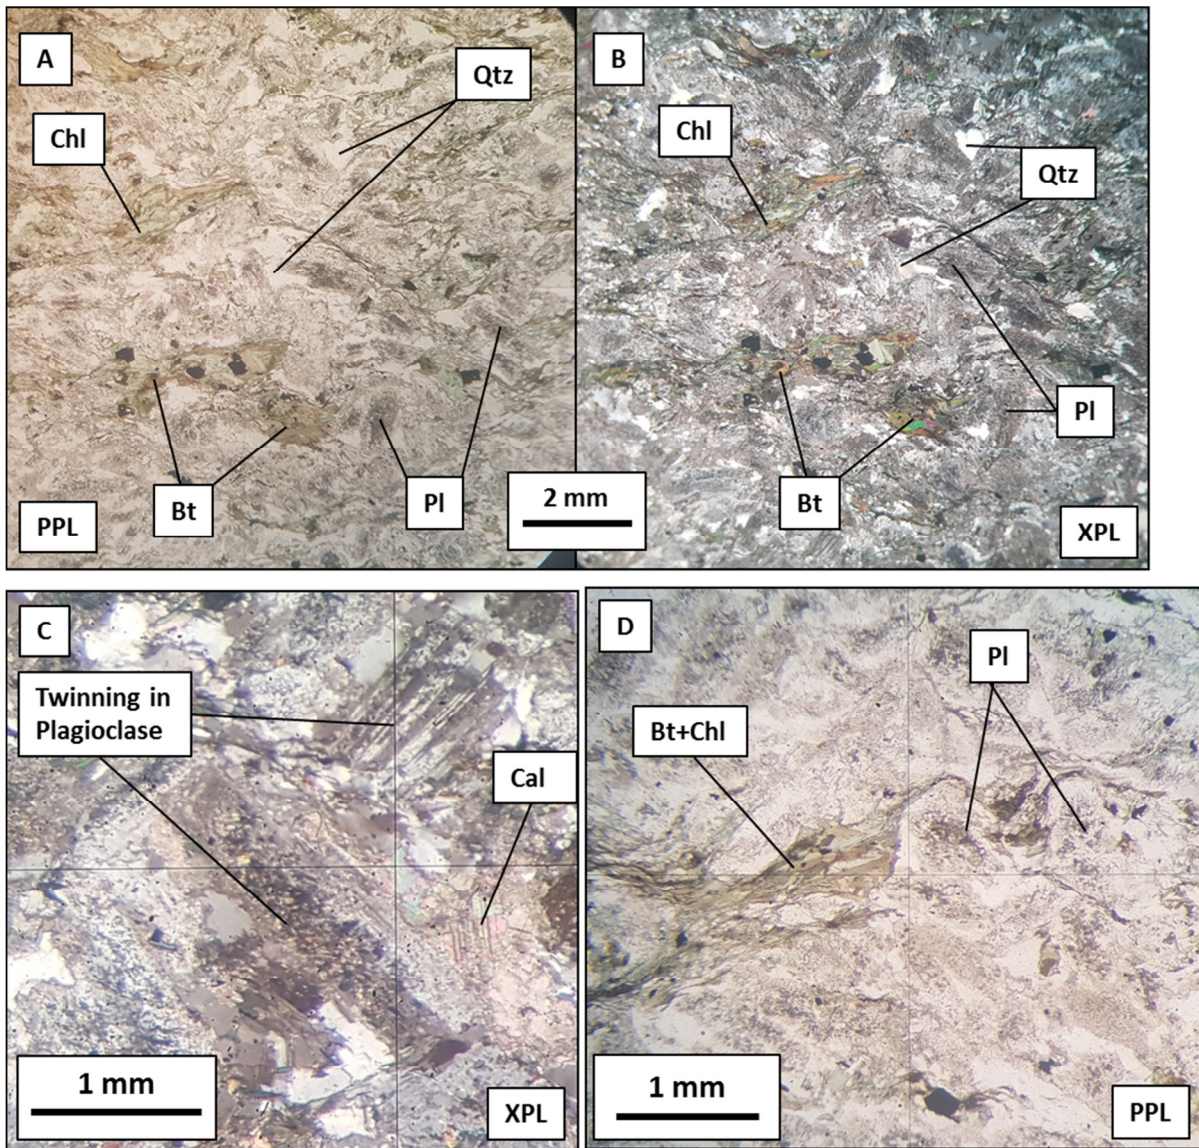 A
Qtz
Chl
Bt
Pl
PPL
2 mm
B
Chl
Qtz
Pl
Bt
XPL
C
Twinning in
Plagioclase
Cal
1 mm
XPL
D
Pl
Bt+Chl
1 mm
PPL